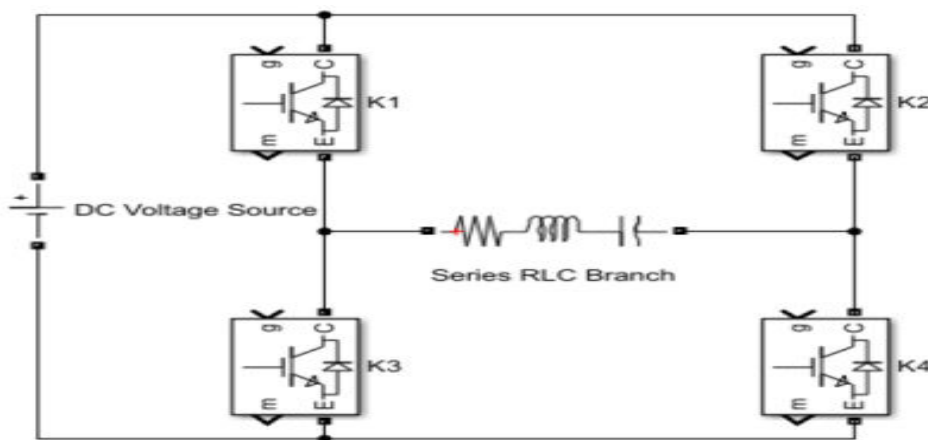 g C
K1
m E
g C
K2
m E
+
DC Voltage Source
Series RLC Branch
g C
K3
m E
g C
K4
m E